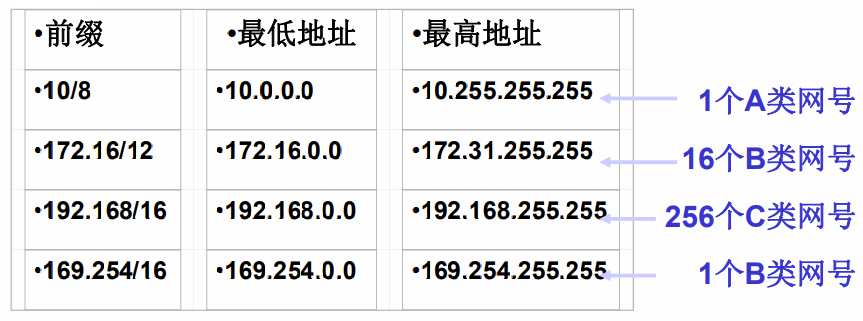 •前缀 •最低地址 •最高地址
•10/8 •10.0.0.0 •10.255.255.255 1个A类网号
•172.16/12 •172.16.0.0 •172.31.255.255 16个B类网号
•192.168/16 •192.168.0.0 •192.168.255.255 256个C类网号
•169.254/16 •169.254.0.0 •169.254.255.255 1个B类网号